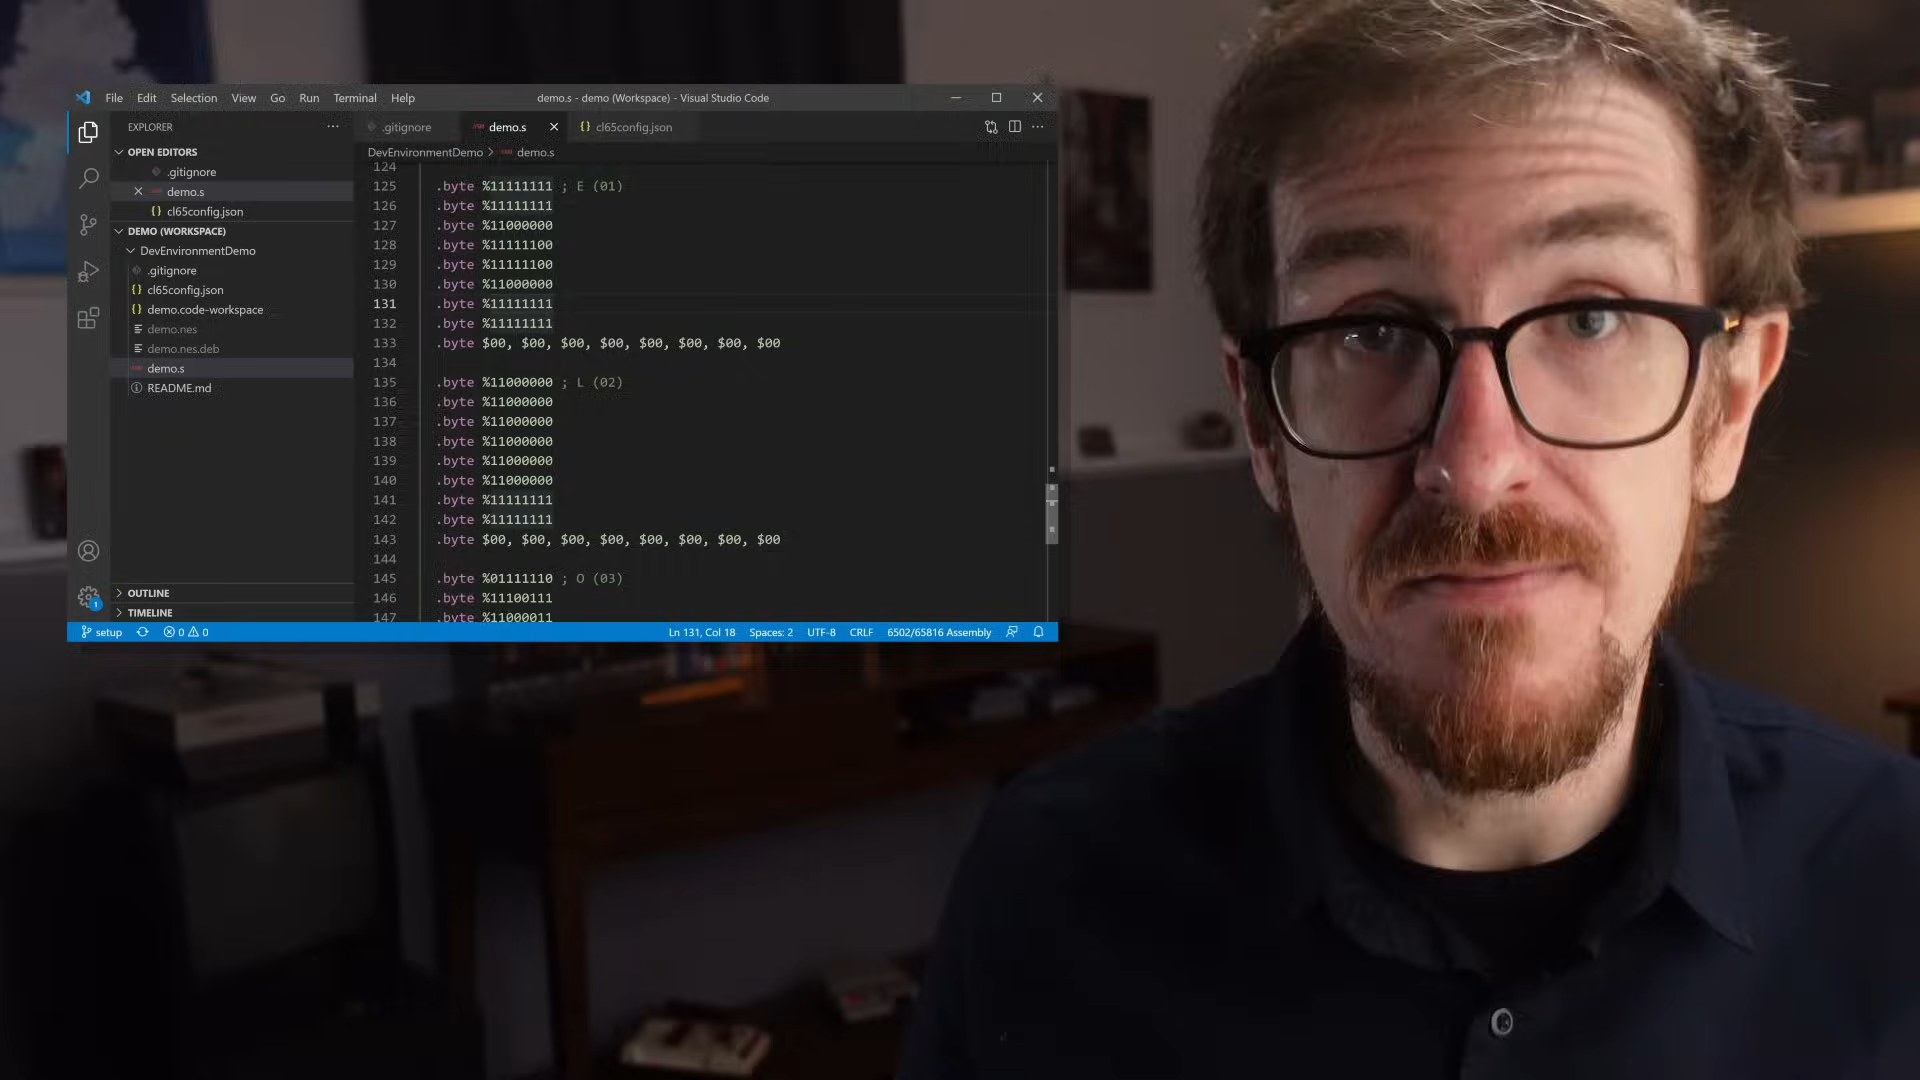 File Edit Selection View Go Run Terminal Help
demo.s - demo (Workspace) - Visual Studio Code
EXPLORER
OPEN EDITORS
.gitignore
demo.s
cl65config.json
DEMO (WORKSPACE)
DevEnvironmentDemo
.gitignore
cl65config.json
demo.code-workspace
demo.nes
demo.nes.deb
demo.s
README.md
OUTLINE
TIMELINE
.gitignore demo.s cl65config.json
DevEnvironmentDemo > demo.s
124
125 .byte %11111111 ; E (01)
126 .byte %11111111
127 .byte %11000000
128 .byte %11111100
129 .byte %11111100
130 .byte %11000000
131 .byte %11111111
132 .byte %11111111
133 .byte $00, $00, $00, $00, $00, $00, $00, $00
134
135 .byte %11000000 ; L (02)
136 .byte %11000000
137 .byte %11000000
138 .byte %11000000
139 .byte %11000000
140 .byte %11000000
141 .byte %11111111
142 .byte %11111111
143 .byte $00, $00, $00, $00, $00, $00, $00, $00
144
145 .byte %01111110 ; O (03)
146 .byte %11100111
147 .byte %11000011
1
setup 0 0 Ln 131, Col 18 Spaces: 2 UTF-8 CRLF 6502/65816 Assembly